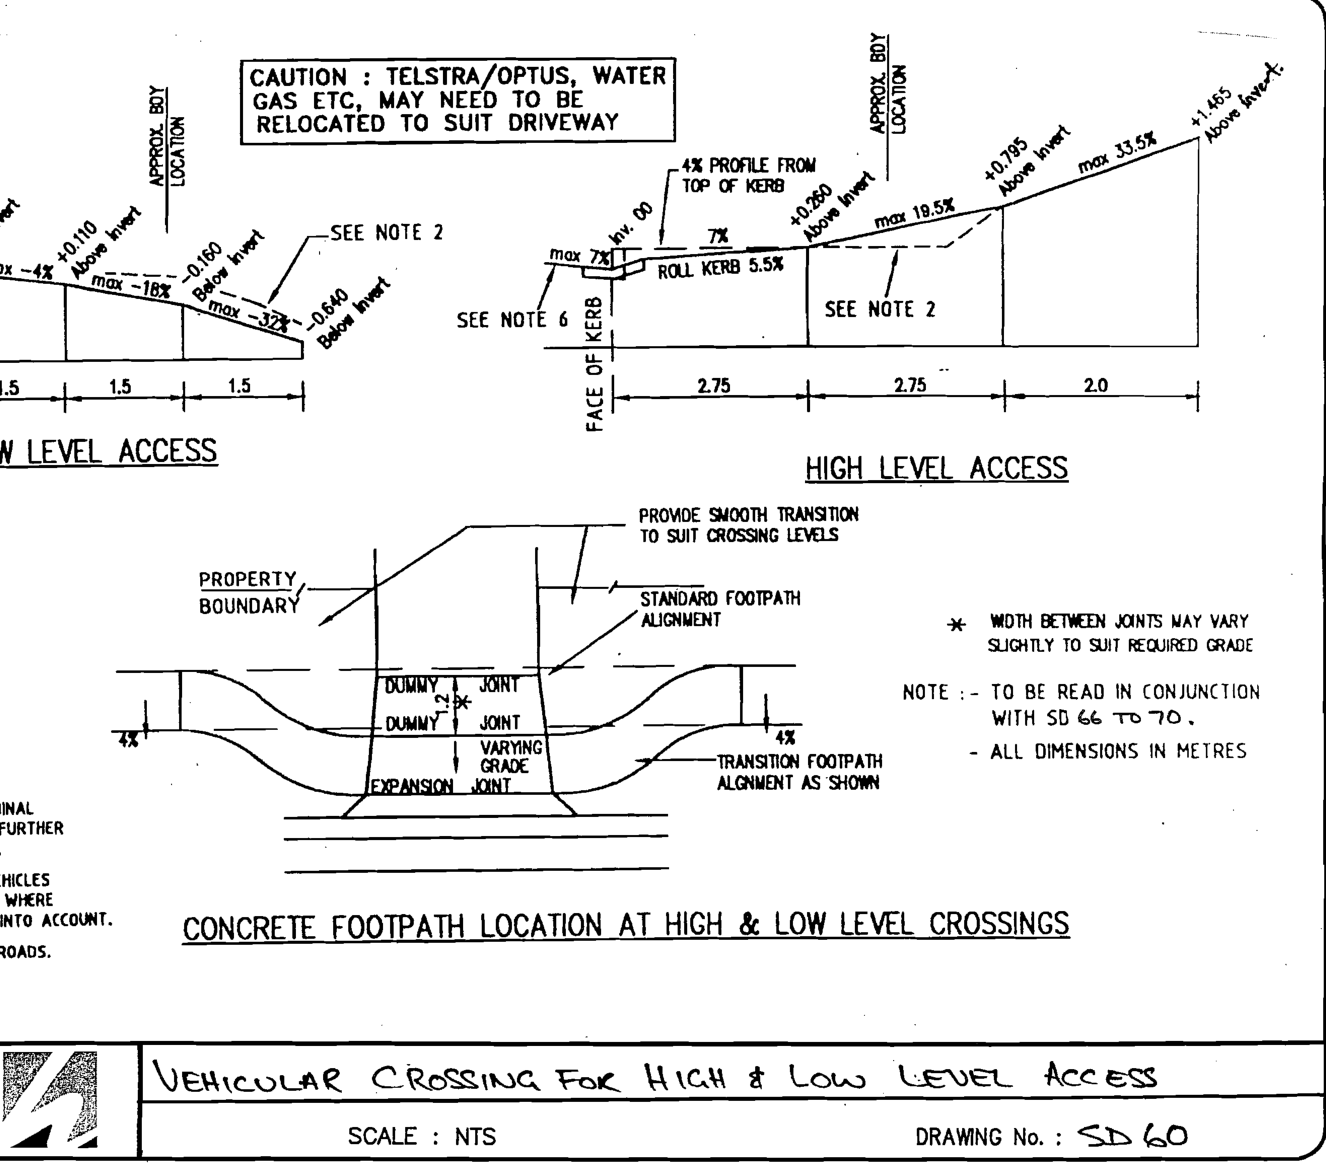 CAUTION : TELSTRA/OPTUS, WATER
GAS ETC, MAY NEED TO BE
RELOCATED TO SUIT DRIVEWAY
APPROX. BDY
LOCATION
+0.110
Above Invert
-4%
max -18%
-0.160
Below Invert
max -32%
-0.640
Below Invert
SEE NOTE 2
1.5
1.5
1.5
LEVEL ACCESS
APPROX. BDY
LOCATION
4% PROFILE FROM
TOP OF KERB
Inv. 00
max 7%
7%
ROLL KERB 5.5%
+0.260
Above Invert
max 19.5%
+0.795
Above Invert
max 33.5%
+1.465
Above Invert.
SEE NOTE 6
SEE NOTE 2
FACE OF KERB
2.75
2.75
2.0
HIGH LEVEL ACCESS
PROVIDE SMOOTH TRANSITION
TO SUIT CROSSING LEVELS
PROPERTY
BOUNDARY
STANDARD FOOTPATH
ALIGNMENT
DUMMY JOINT
1.2 *
DUMMY JOINT
VARYING
GRADE
EXPANSION JOINT
4%
4%
TRANSITION FOOTPATH
ALGNMENT AS SHOWN
* WIDTH BETWEEN JOINTS MAY VARY
SLIGHTLY TO SUIT REQUIRED GRADE
NOTE :- TO BE READ IN CONJUNCTION
WITH SD 66 TO 70.
- ALL DIMENSIONS IN METRES
FURTHER
WHERE
INTO ACCOUNT.
ROADS.
CONCRETE FOOTPATH LOCATION AT HIGH & LOW LEVEL CROSSINGS
VEHICULAR CROSSING FOR HIGH & LOW LEVEL ACCESS
SCALE : NTS
DRAWING No. : SD 60